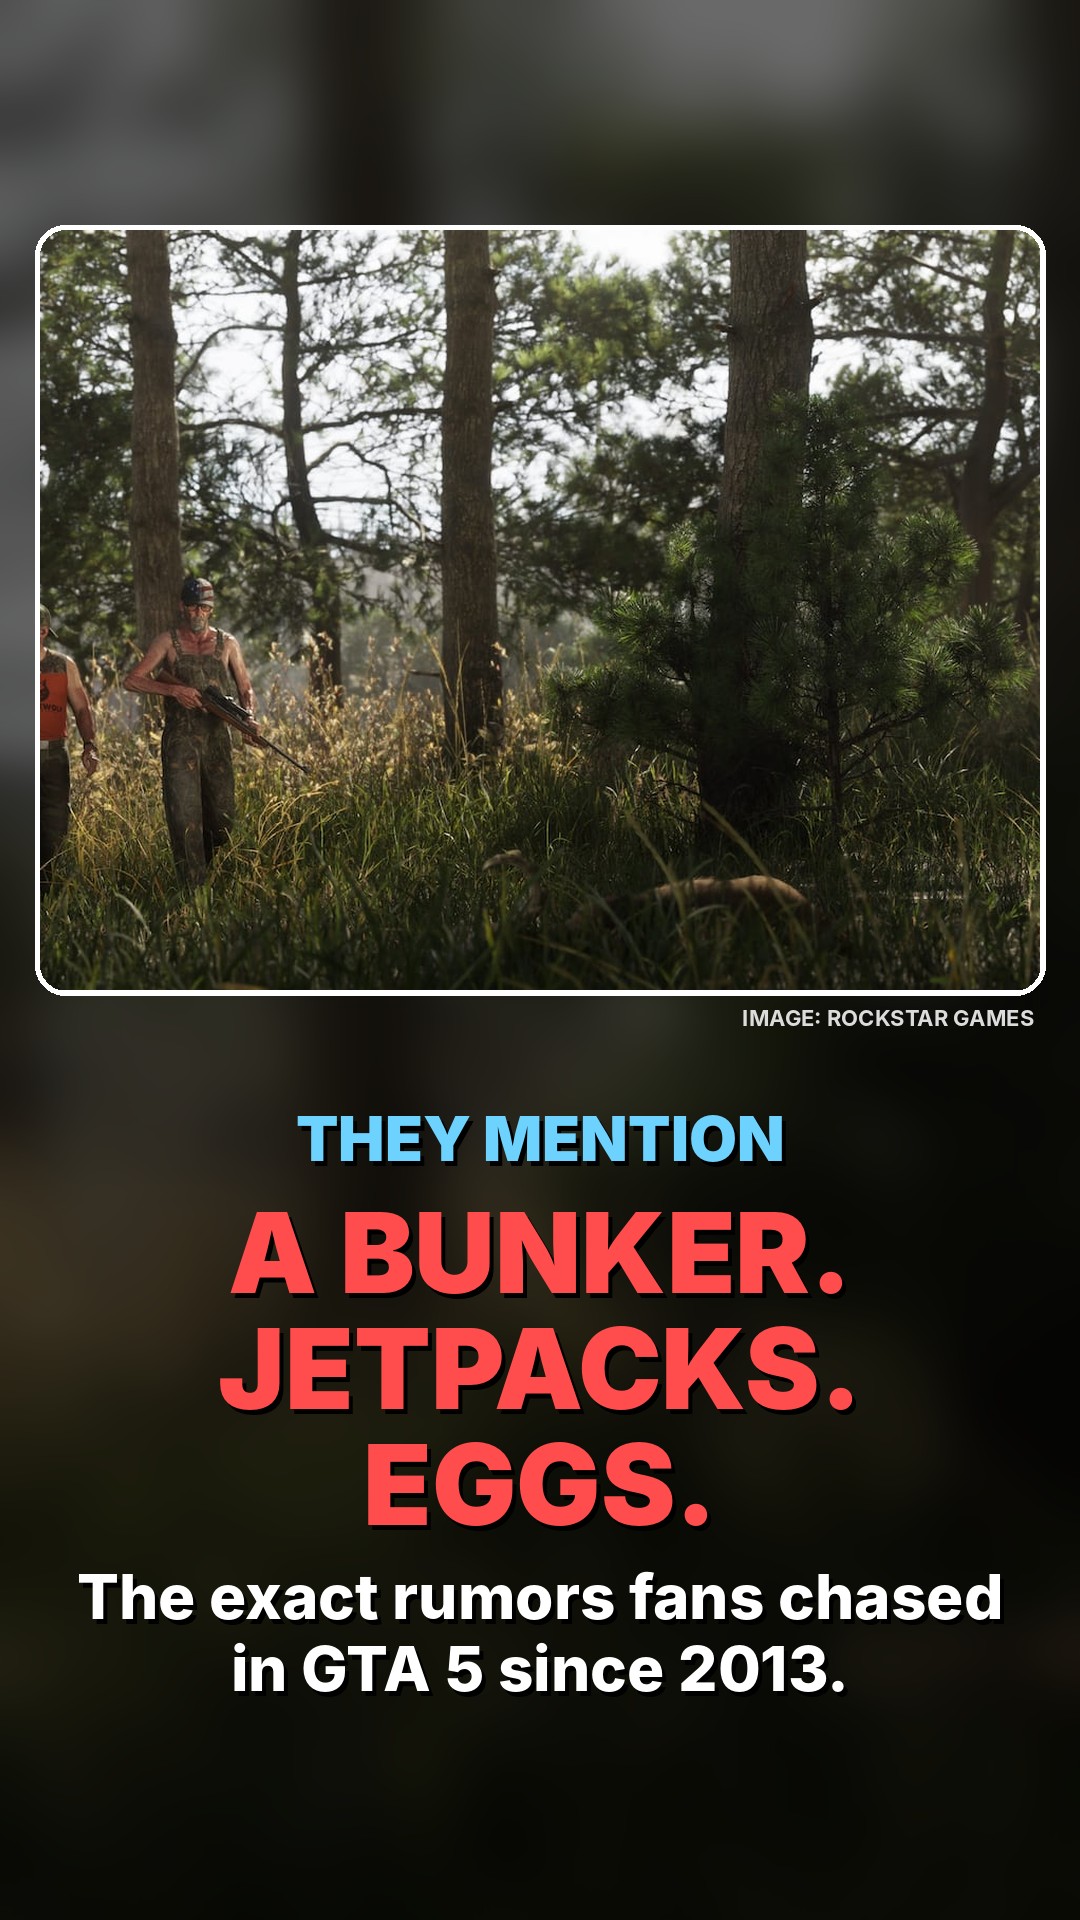 IMAGE: ROCKSTAR GAMES
THEY MENTION
A BUNKER.
JETPACKS.
EGGS.
The exact rumors fans chased
in GTA 5 since 2013.